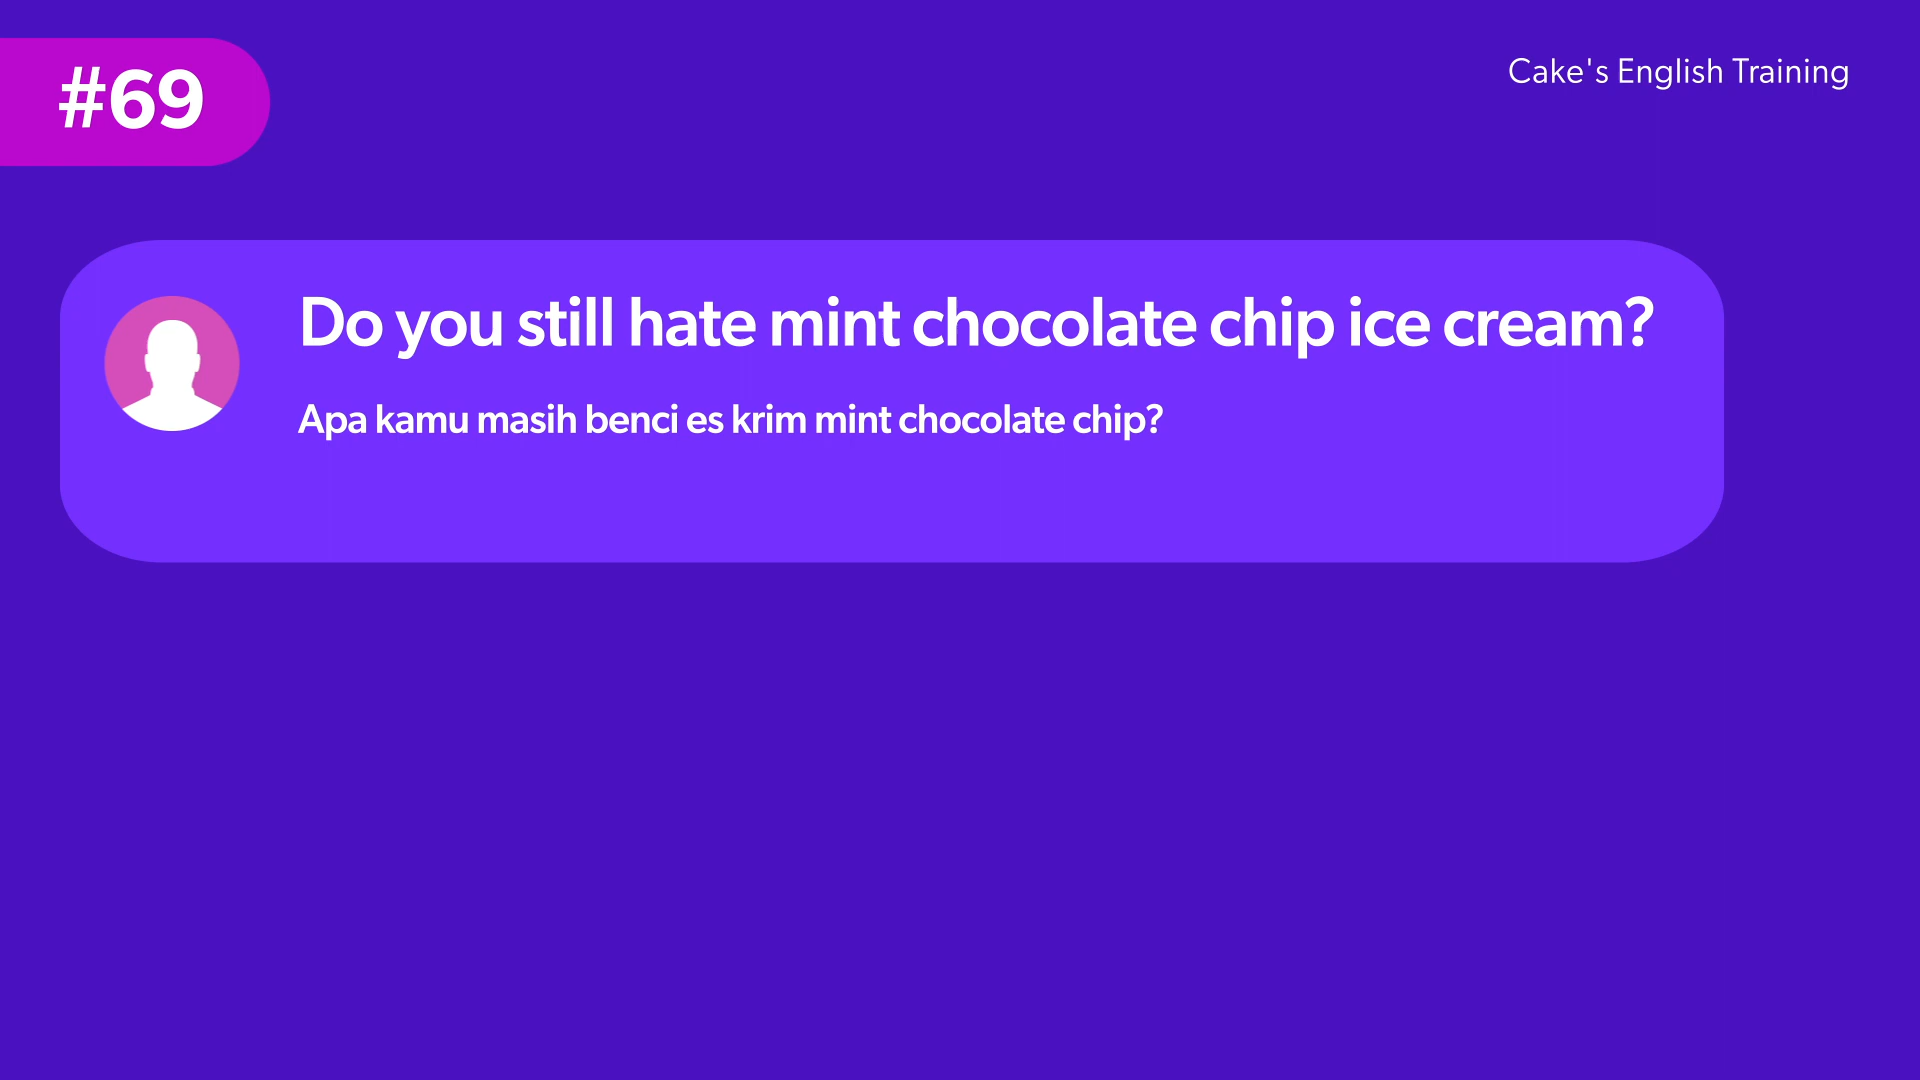 #69
Cake's English Training
Do you still hate mint chocolate chip ice cream?
Apa kamu masih benci es krim mint chocolate chip?